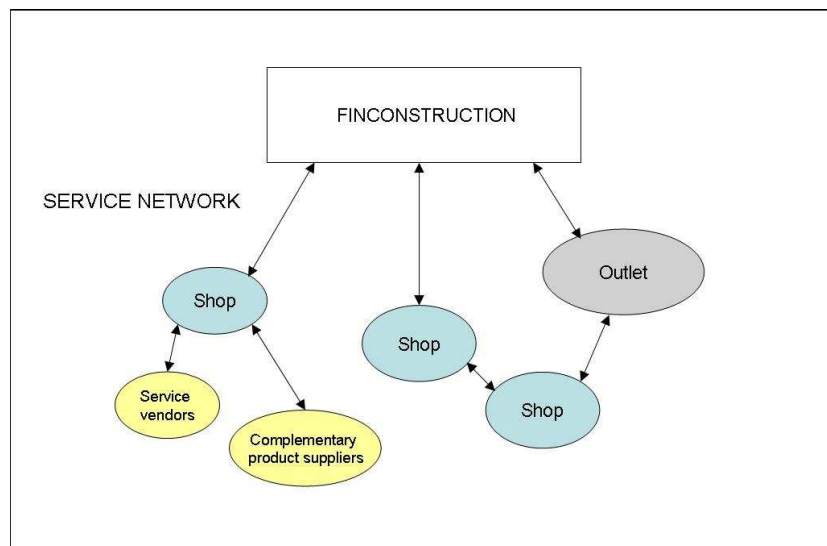 FINCONSTRUCTION
SERVICE NETWORK
Outlet
Shop
Shop
Shop
Service
vendors
Complementary
product suppliers